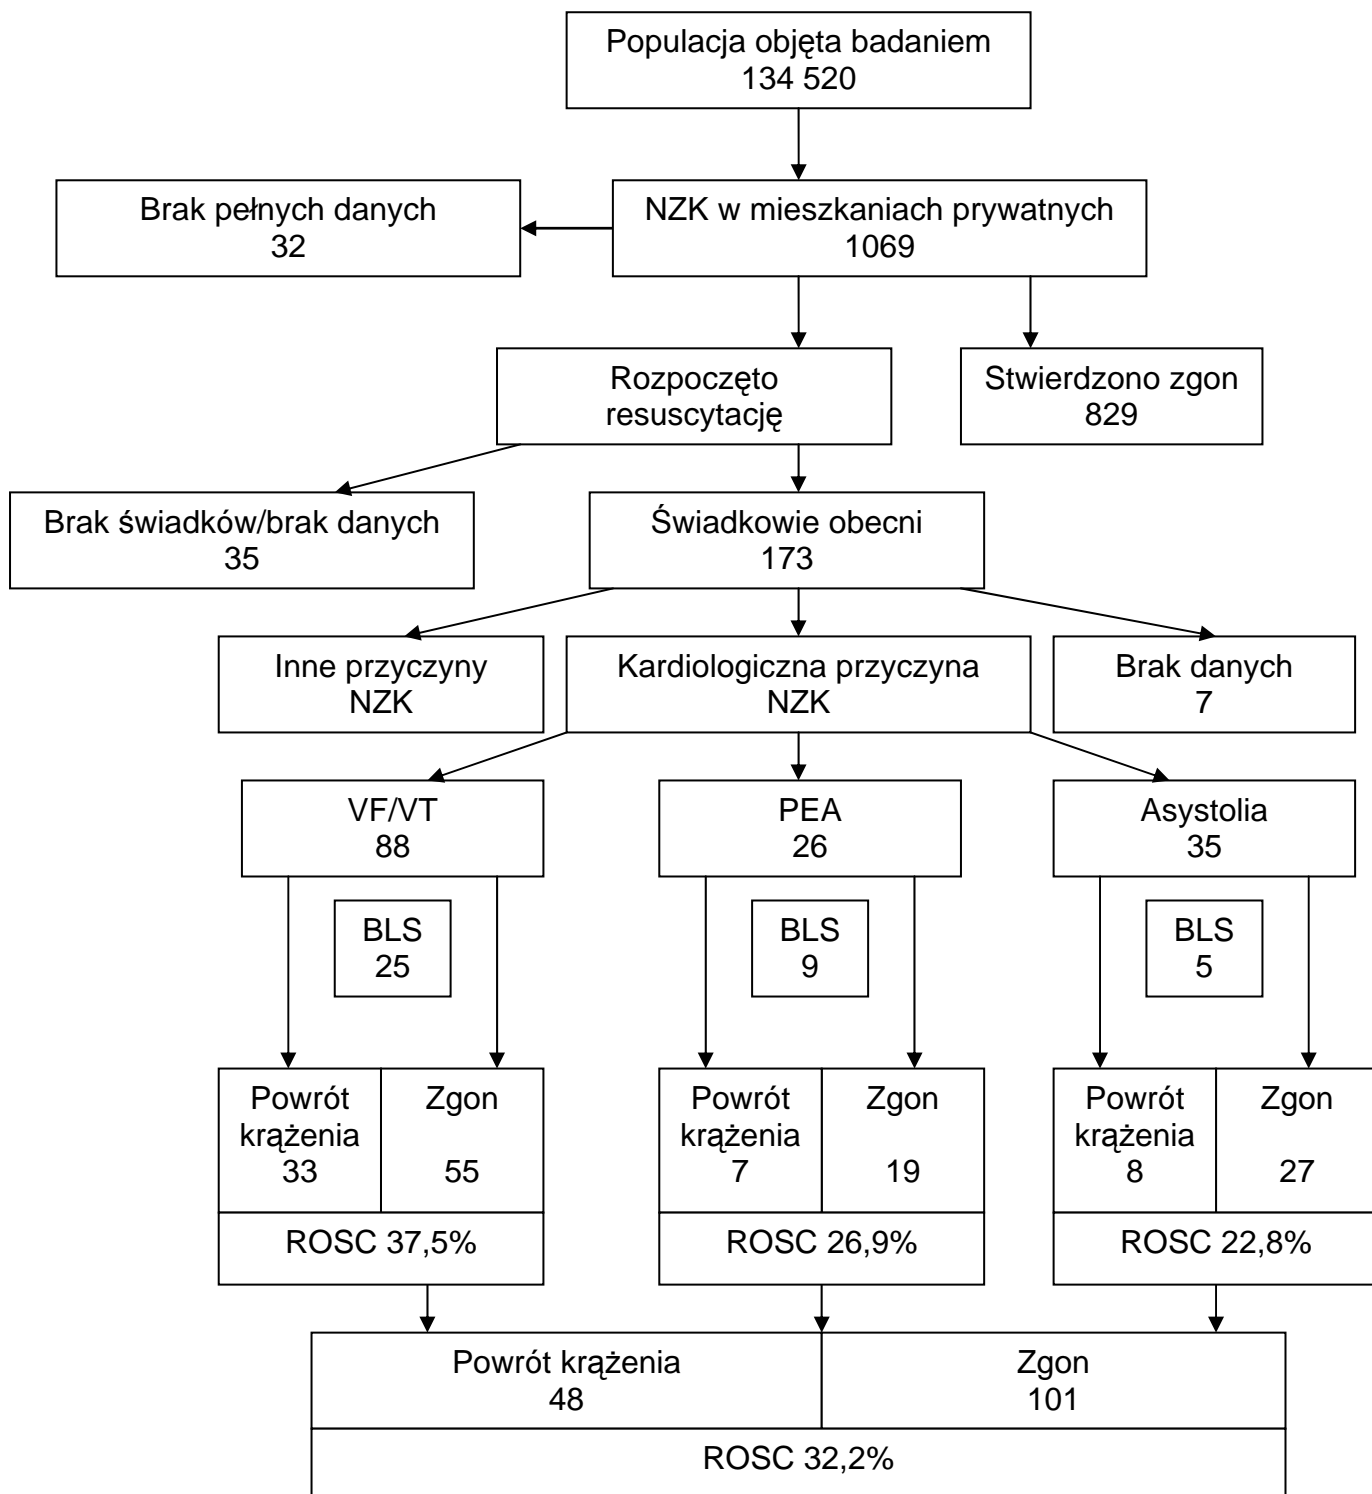 Populacja objęta badaniem
134 520
Brak pełnych danych
32
NZK w mieszkaniach prywatnych
1069
Rozpoczęto
resuscytację
Stwierdzono zgon
829
Brak świadków/brak danych
35
Świadkowie obecni
173
Inne przyczyny
NZK
Kardiologiczna przyczyna
NZK
Brak danych
7
VF/VT
88
PEA
26
Asystolia
35
BLS
25
BLS
9
BLS
5
Powrót
krążenia
33
Zgon
55
Powrót
krążenia
7
Zgon
19
Powrót
krążenia
8
Zgon
27
ROSC 37,5%
ROSC 26,9%
ROSC 22,8%
Powrót krążenia
48
Zgon
101
ROSC 32,2%